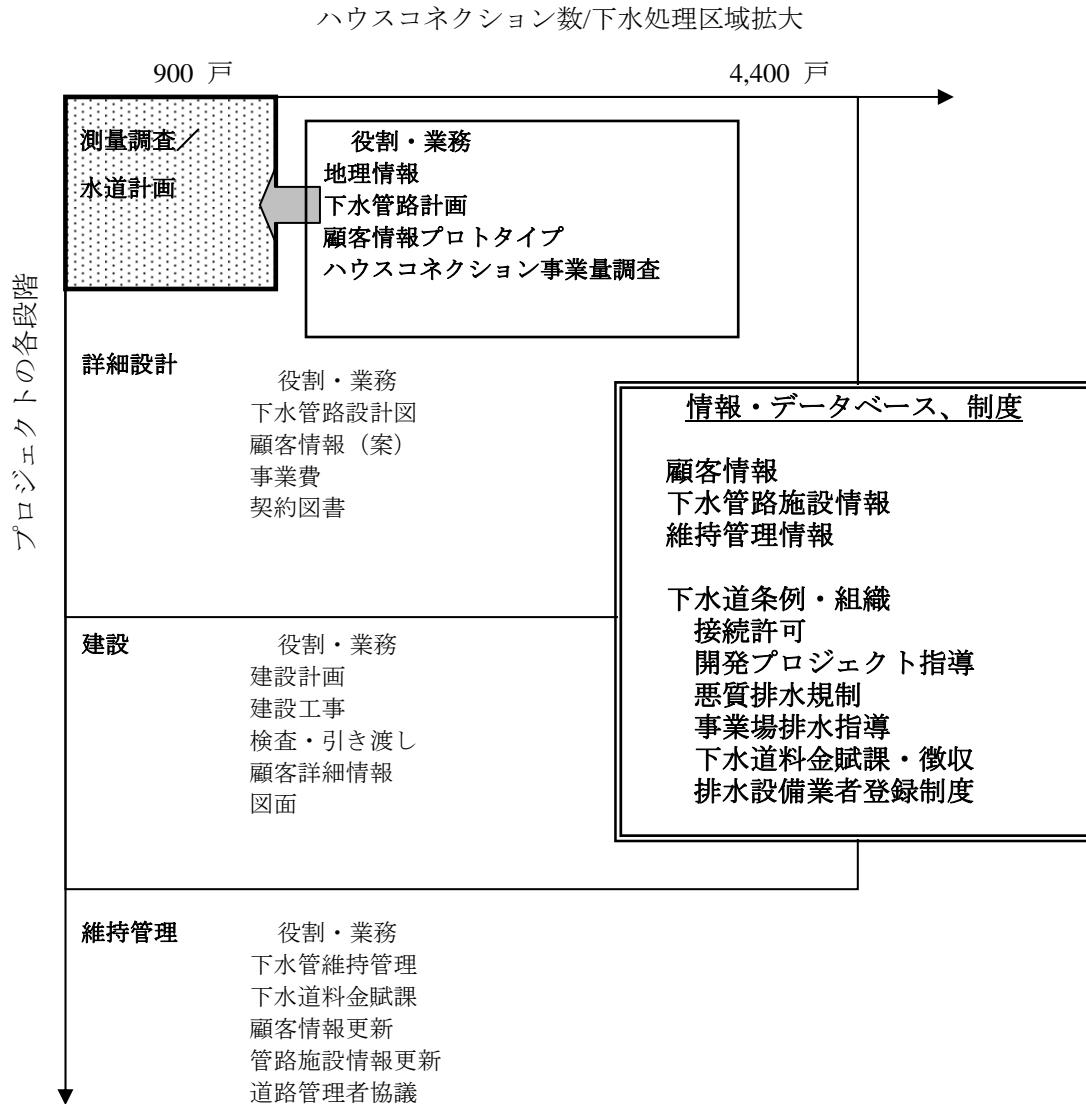 ハウスコネクション数/下水処理区域拡大
900 戸
4,400 戸
プロジェクトの各段階
測量調査／
水道計画
役割・業務
地理情報
下水管路計画
顧客情報プロトタイプ
ハウスコネクション事業量調査
詳細設計
役割・業務
下水管路設計図
顧客情報（案）
事業費
契約図書
情報・データベース、制度
顧客情報
下水管路施設情報
維持管理情報
下水道条例・組織
接続許可
開発プロジェクト指導
悪質排水規制
事業場排水指導
下水道料金賦課・徴収
排水設備業者登録制度
建設
役割・業務
建設計画
建設工事
検査・引き渡し
顧客詳細情報
図面
維持管理
役割・業務
下水管維持管理
下水道料金賦課
顧客情報更新
管路施設情報更新
道路管理者協議